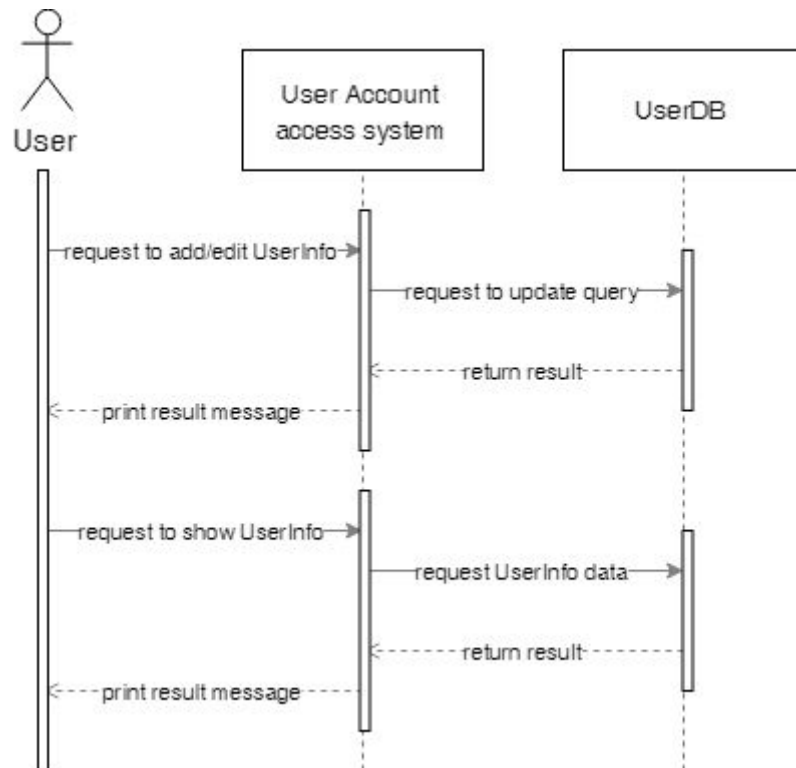 User
User Account
access system
UserDB
request to add/edit UserInfo
request to update query
return result
print result message
request to show UserInfo
request UserInfo data
return result
print result message